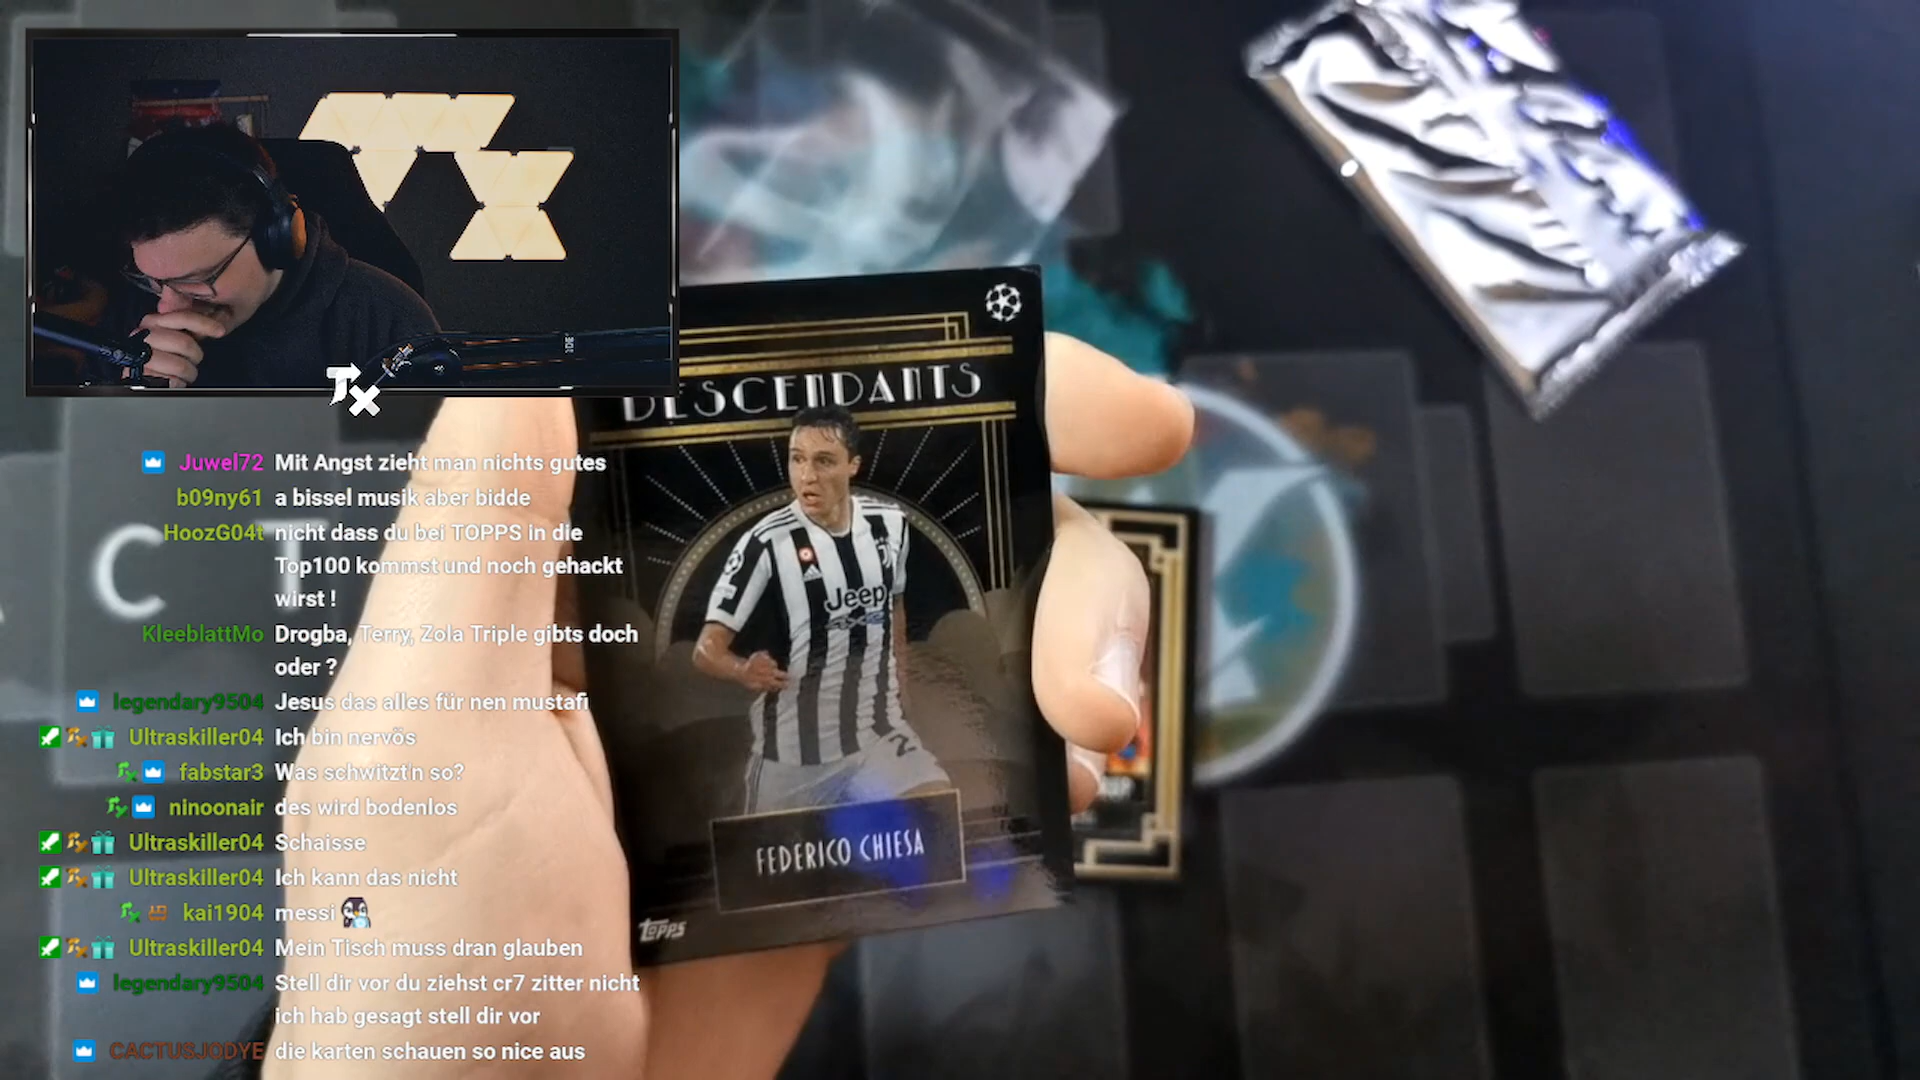 DESCENDANTS
Jeep
2
FEDERICO CHIESA
Topps
C
Juwel72 Mit Angst zieht man nichts gutes
b09ny61 a bissel musik aber bidde
HoozG04t nicht dass du bei TOPPS in die
Top100 kommst und noch gehackt
wirst !
KleeblattMo Drogba, Terry, Zola Triple gibts doch
oder ?
legendary9504 Jesus das alles für nen mustafi
Ultraskiller04 Ich bin nervös
fabstar3 Was schwitzt'n so?
ninoonair des wird bodenlos
Ultraskiller04 Schaisse
Ultraskiller04 Ich kann das nicht
kai1904 messi
Ultraskiller04 Mein Tisch muss dran glauben
legendary9504 Stell dir vor du ziehst cr7 zitter nicht
ich hab gesagt stell dir vor
CACTUSJODYE die karten schauen so nice aus